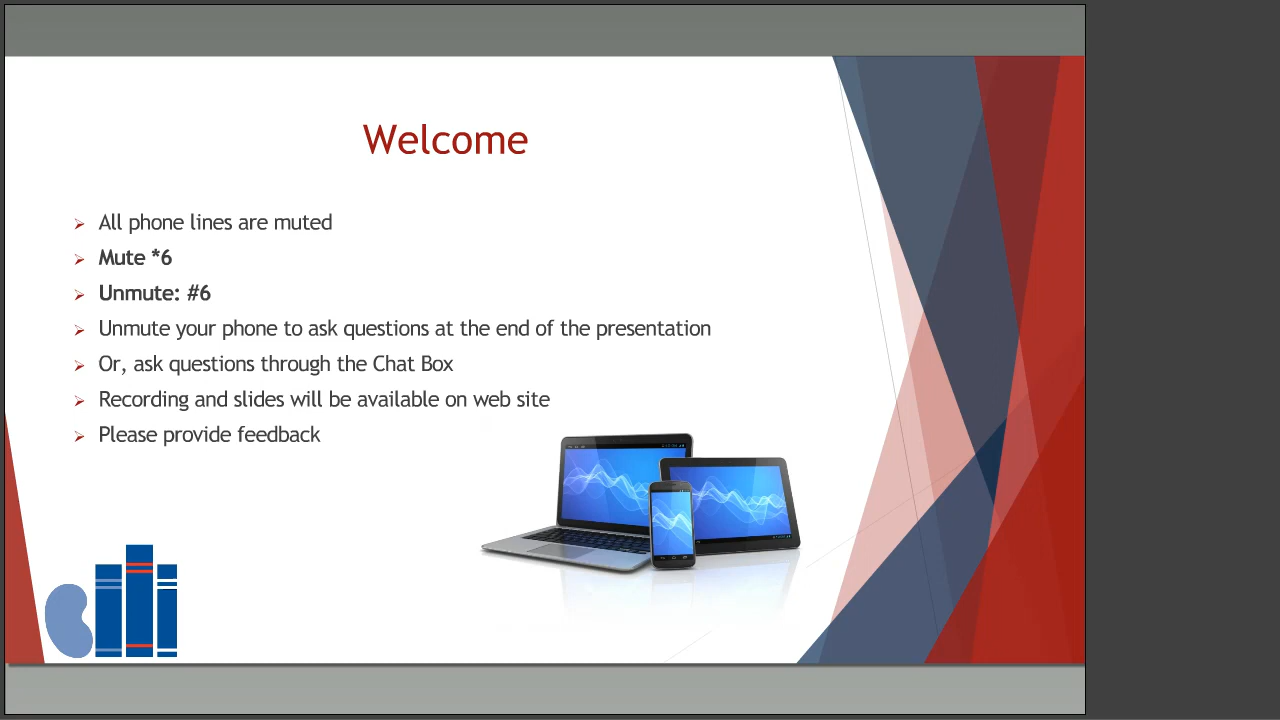 Welcome
All phone lines are muted
Mute *6
Unmute: #6
Unmute your phone to ask questions at the end of the presentation
Or, ask questions through the Chat Box
Recording and slides will be available on web site
Please provide feedback